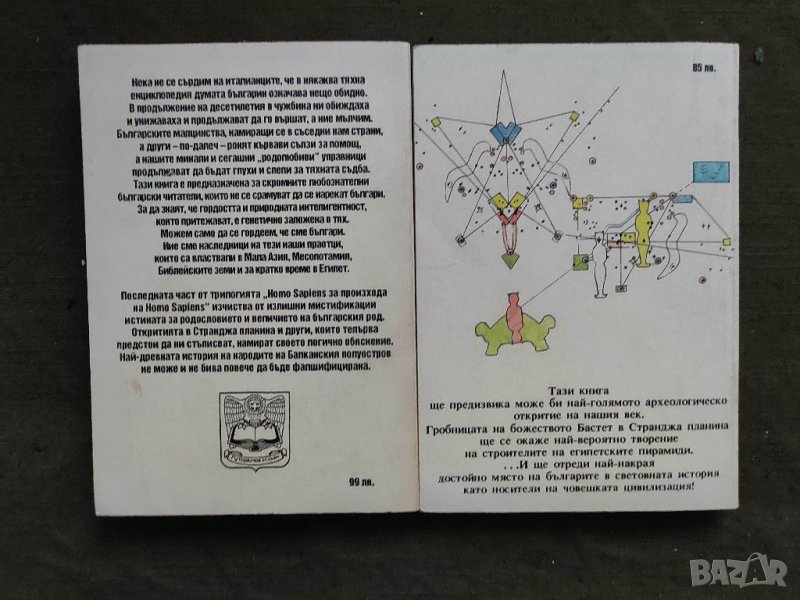 Нека не се сърдим на италианците, че в някаква тяхна
енциклопедия думата българин означава нещо обидно.
В продължение на десетилетия в чужбина ни обиждаха
и унижаваха и продължават да го вършат, а ние мълчим.
Българските малцинства, намиращи се в съседни нам страни,
а други – по-далеч – ронят кървави сълзи за помощ,
а нашите минали и сегашни „родолюбиви" управници
продължават да бъдат глухи и слепи за тяхната съдба.
Тази книга е предназначена за скромните любознателни
български читатели, които не се срамуват да се нарекат българи.
За да знаят, че гордостта и природната интелигентност,
която притежават, е генетично заложена в тях.
Можем само да се гордеем, че сме българи.
Ние сме наследници на тези наши праотци,
които са властвали в Мала Азия, Месопотамия,
Библейските земи и за кратко време в Египет.
Последната част от трилогията „Homo Sapiens за произхода
на Homo Sapiens" изчиства от излишни мистификации
истината за родословието и величието на българския род.
Откритията в Странджа планина и други, които тепърва
предстои да ни стъписват, намират своето логично обяснение.
Най-древната история на народите на Балканския полуостров
не може и не бива повече да бъде фалшифицирана.
99 лв.
85 лв.
Тази книга
ще предизвика може би най-голямото археологическо
откритие на нашия век.
Гробницата на божеството Бастет в Странджа планина
ще се окаже най-вероятно творение
на строителите на египетските пирамиди.
...И ще отреди най-накрая
достойно място на българите в световната история
като носители на човешката цивилизация!
BAZAR